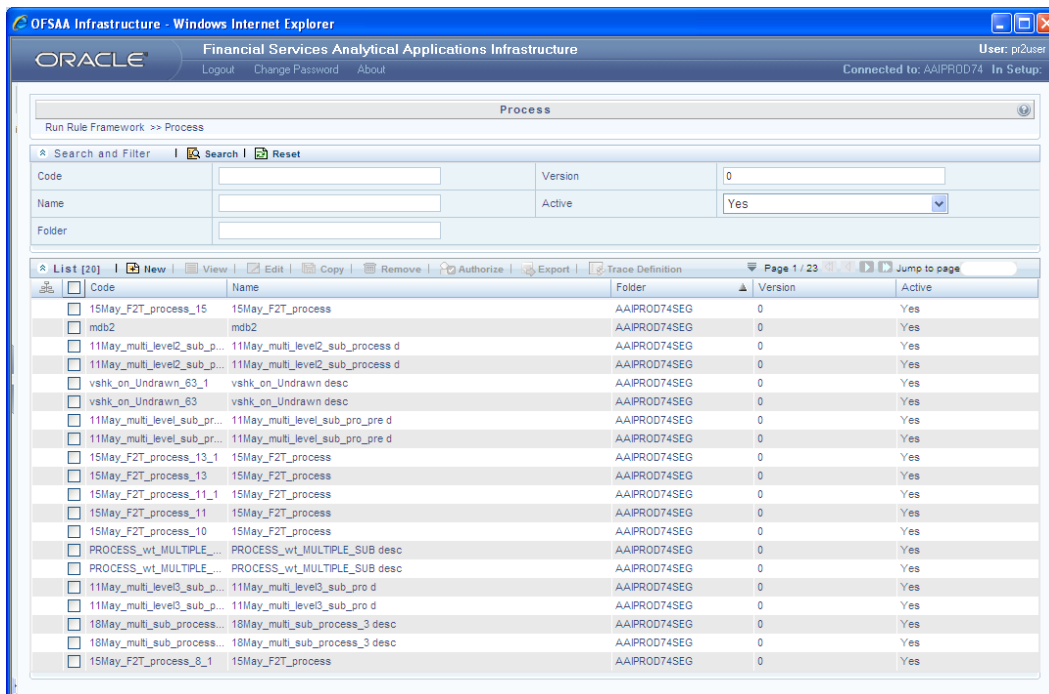 OFSAA Infrastructure - Windows Internet Explorer
ORACLE Financial Services Analytical Applications Infrastructure User: pr2user
Logout Change Password About Connected to: AAIPROD74 In Setup:
Process
Run Rule Framework >> Process
Search and Filter | Search | Reset
Code Version 0
Name Active Yes
Folder
List [20] | New | View | Edit | Copy | Remove | Authorize | Export | Trace Definition Page 1 / 23 Jump to page
Code Name Folder Version Active
15May_F2T_process_15 15May_F2T_process AAIPROD74SEG 0 Yes
mdb2 mdb2 AAIPROD74SEG 0 Yes
11May_multi_level2_sub_p... 11May_multi_level2_sub_process d AAIPROD74SEG 0 Yes
11May_multi_level2_sub_p... 11May_multi_level2_sub_process d AAIPROD74SEG 0 Yes
vshk_on_Undrawn_63_1 vshk_on_Undrawn desc AAIPROD74SEG 0 Yes
vshk_on_Undrawn_63 vshk_on_Undrawn desc AAIPROD74SEG 0 Yes
11May_multi_level_sub_pr... 11May_multi_level_sub_pro_pre d AAIPROD74SEG 0 Yes
11May_multi_level_sub_pr... 11May_multi_level_sub_pro_pre d AAIPROD74SEG 0 Yes
15May_F2T_process_13_1 15May_F2T_process AAIPROD74SEG 0 Yes
15May_F2T_process_13 15May_F2T_process AAIPROD74SEG 0 Yes
15May_F2T_process_11_1 15May_F2T_process AAIPROD74SEG 0 Yes
15May_F2T_process_11 15May_F2T_process AAIPROD74SEG 0 Yes
15May_F2T_process_10 15May_F2T_process AAIPROD74SEG 0 Yes
PROCESS_wt_MULTIPLE_... PROCESS_wt_MULTIPLE_SUB desc AAIPROD74SEG 0 Yes
PROCESS_wt_MULTIPLE_... PROCESS_wt_MULTIPLE_SUB desc AAIPROD74SEG 0 Yes
11May_multi_level3_sub_p... 11May_multi_level3_sub_pro d AAIPROD74SEG 0 Yes
11May_multi_level3_sub_p... 11May_multi_level3_sub_pro d AAIPROD74SEG 0 Yes
18May_multi_sub_process... 18May_multi_sub_process_3 desc AAIPROD74SEG 0 Yes
18May_multi_sub_process... 18May_multi_sub_process_3 desc AAIPROD74SEG 0 Yes
15May_F2T_process_8_1 15May_F2T_process AAIPROD74SEG 0 Yes